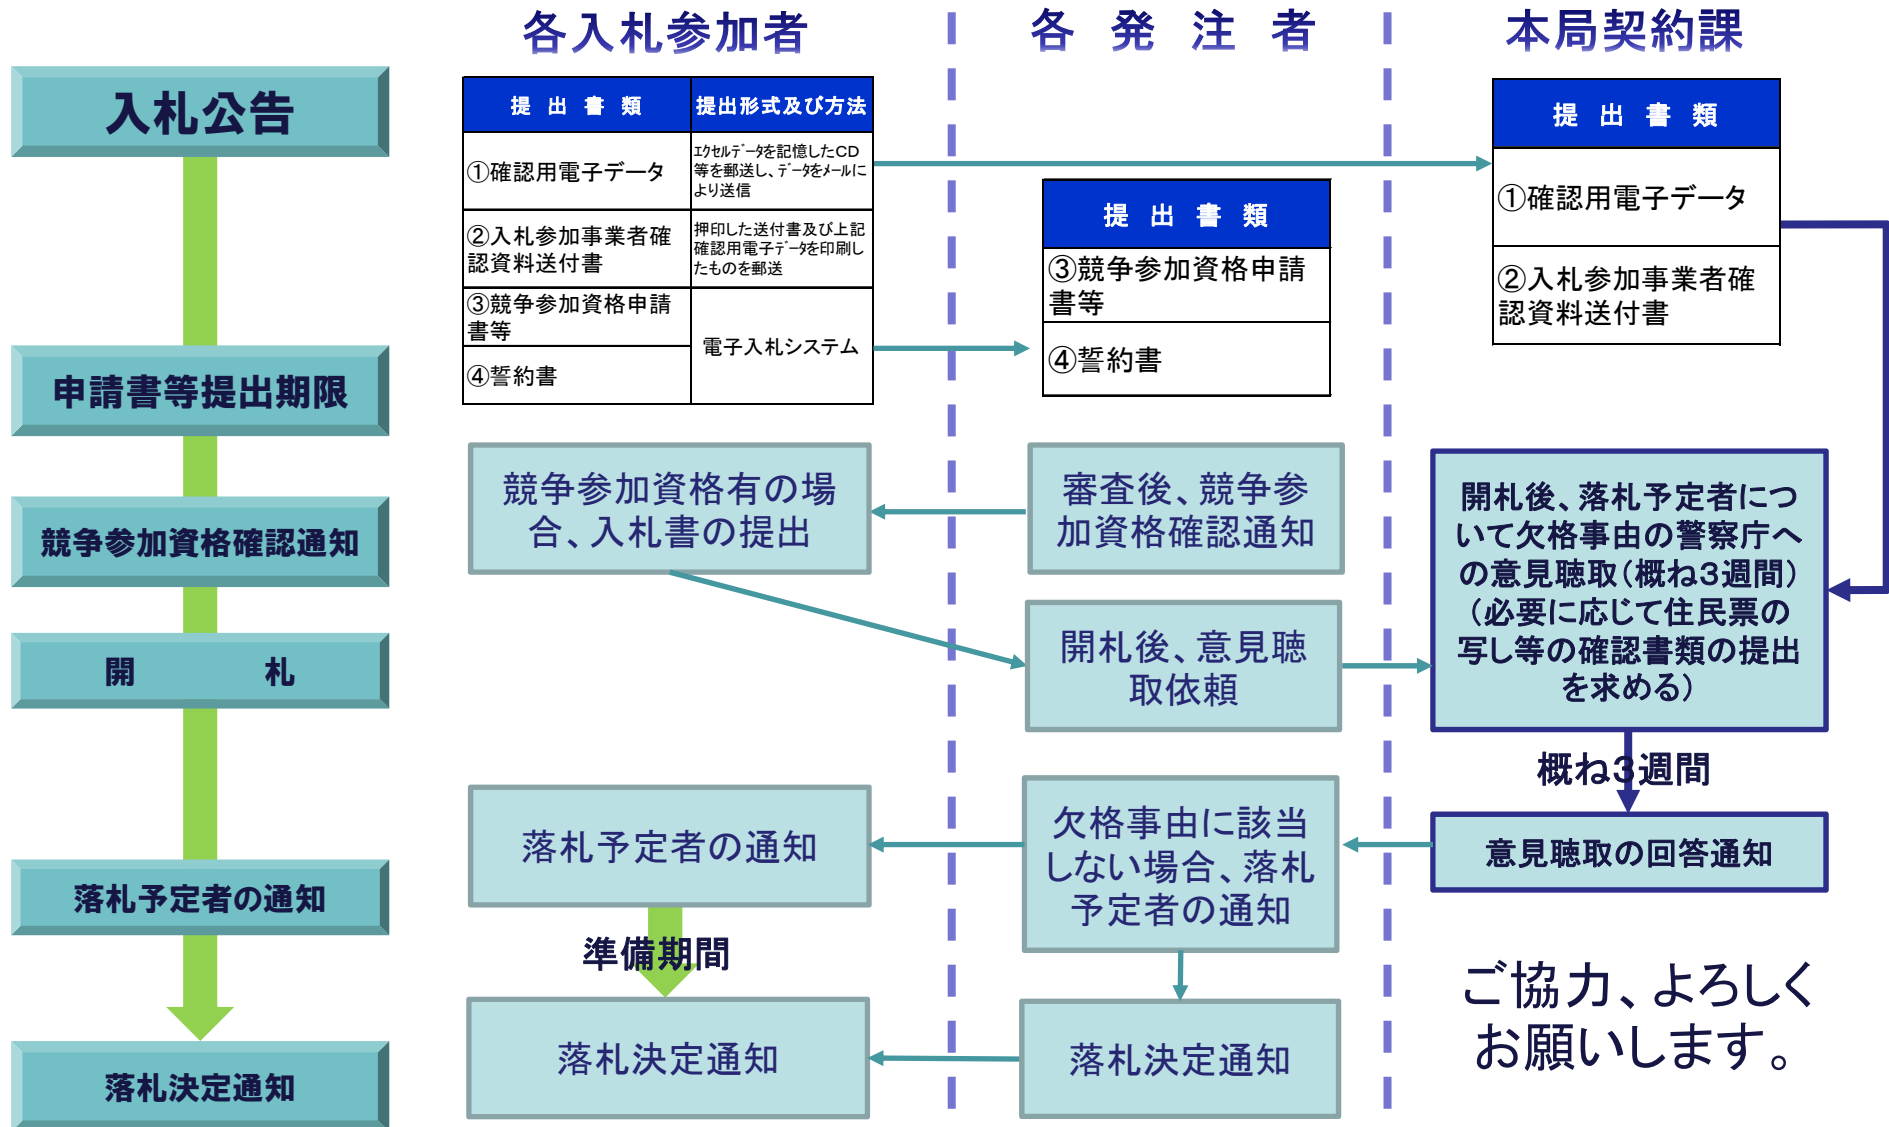 各入札参加者
各　発　注　者
本局契約課
入札公告
申請書等提出期限
競争参加資格確認通知
開　　　　札
落札予定者の通知
落札決定通知
提　出　書　類
提出形式及び方法
①確認用電子データ
エクセルデータを記憶したCD
等を郵送し、データをメールに
より送信
②入札参加事業者確
認資料送付書
押印した送付書及び上記
確認用電子データを印刷し
たものを郵送
③競争参加資格申請
書等
④誓約書
電子入札システム
提　出　書　類
③競争参加資格申請
書等
④誓約書
提　出　書　類
①確認用電子データ
②入札参加事業者確
認資料送付書
競争参加資格有の場
合、入札書の提出
審査後、競争参
加資格確認通知
開札後、意見聴
取依頼
開札後、落札予定者につ
いて欠格事由の警察庁へ
の意見聴取（概ね３週間）
（必要に応じて住民票の
写し等の確認書類の提出
を求める）
概ね３週間
意見聴取の回答通知
欠格事由に該当
しない場合、落札
予定者の通知
落札予定者の通知
準備期間
落札決定通知
落札決定通知
ご協力、よろしく
お願いします。